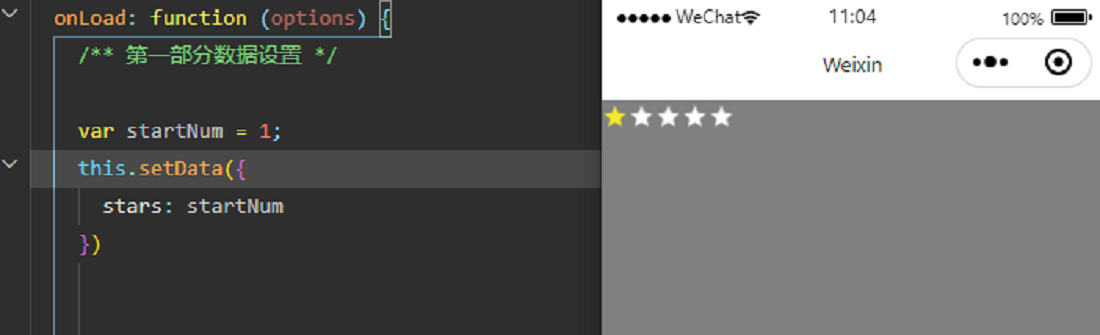 onLoad: function (options) {
/** 第一部分数据设置 */
var startNum = 1;
this.setData({
stars: startNum
})
WeChat 11:04 100%
Weixin